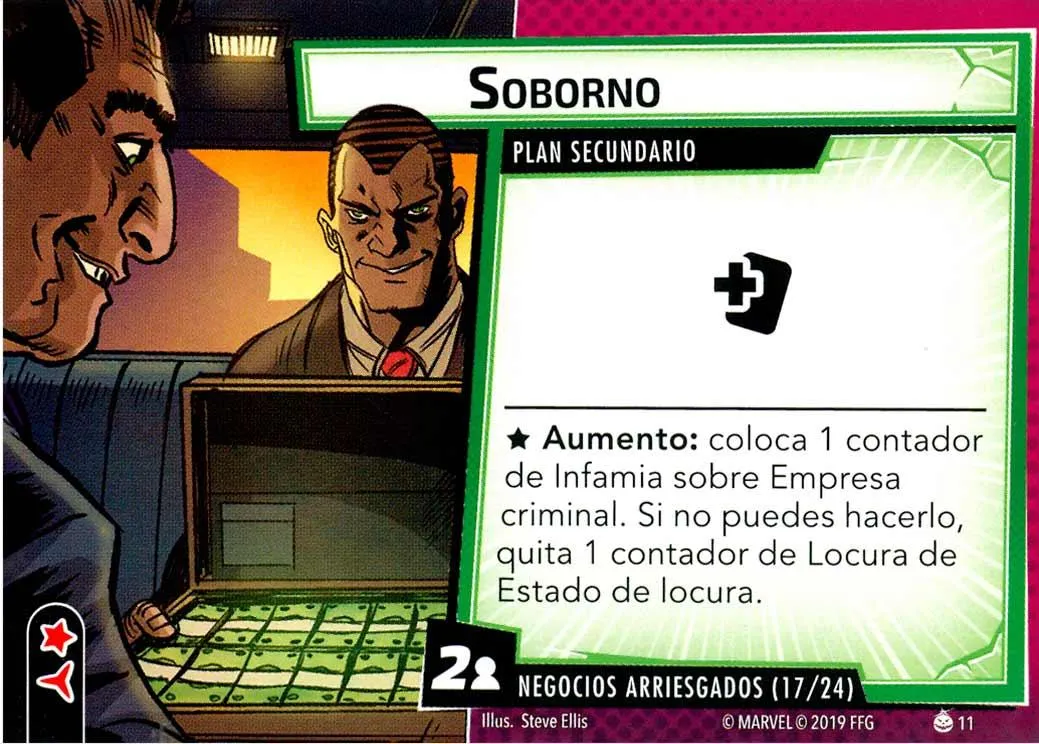 SOBORNO
PLAN SECUNDARIO
★ Aumento: coloca 1 contador
de Infamia sobre Empresa
criminal. Si no puedes hacerlo,
quita 1 contador de Locura de
Estado de locura.
2
NEGOCIOS ARRIESGADOS (17/24)
Illus. Steve Ellis
© MARVEL © 2019 FFG
11